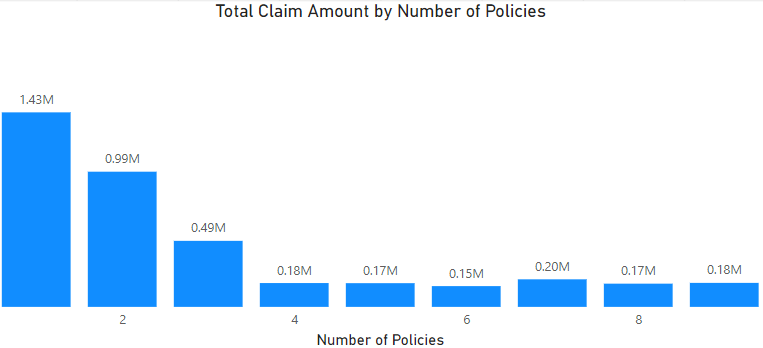 Total Claim Amount by Number of Policies
1.43M
0.99M
0.49M
0.18M
0.17M
0.15M
0.20M
0.17M
0.18M
2
4
6
8
Number of Policies